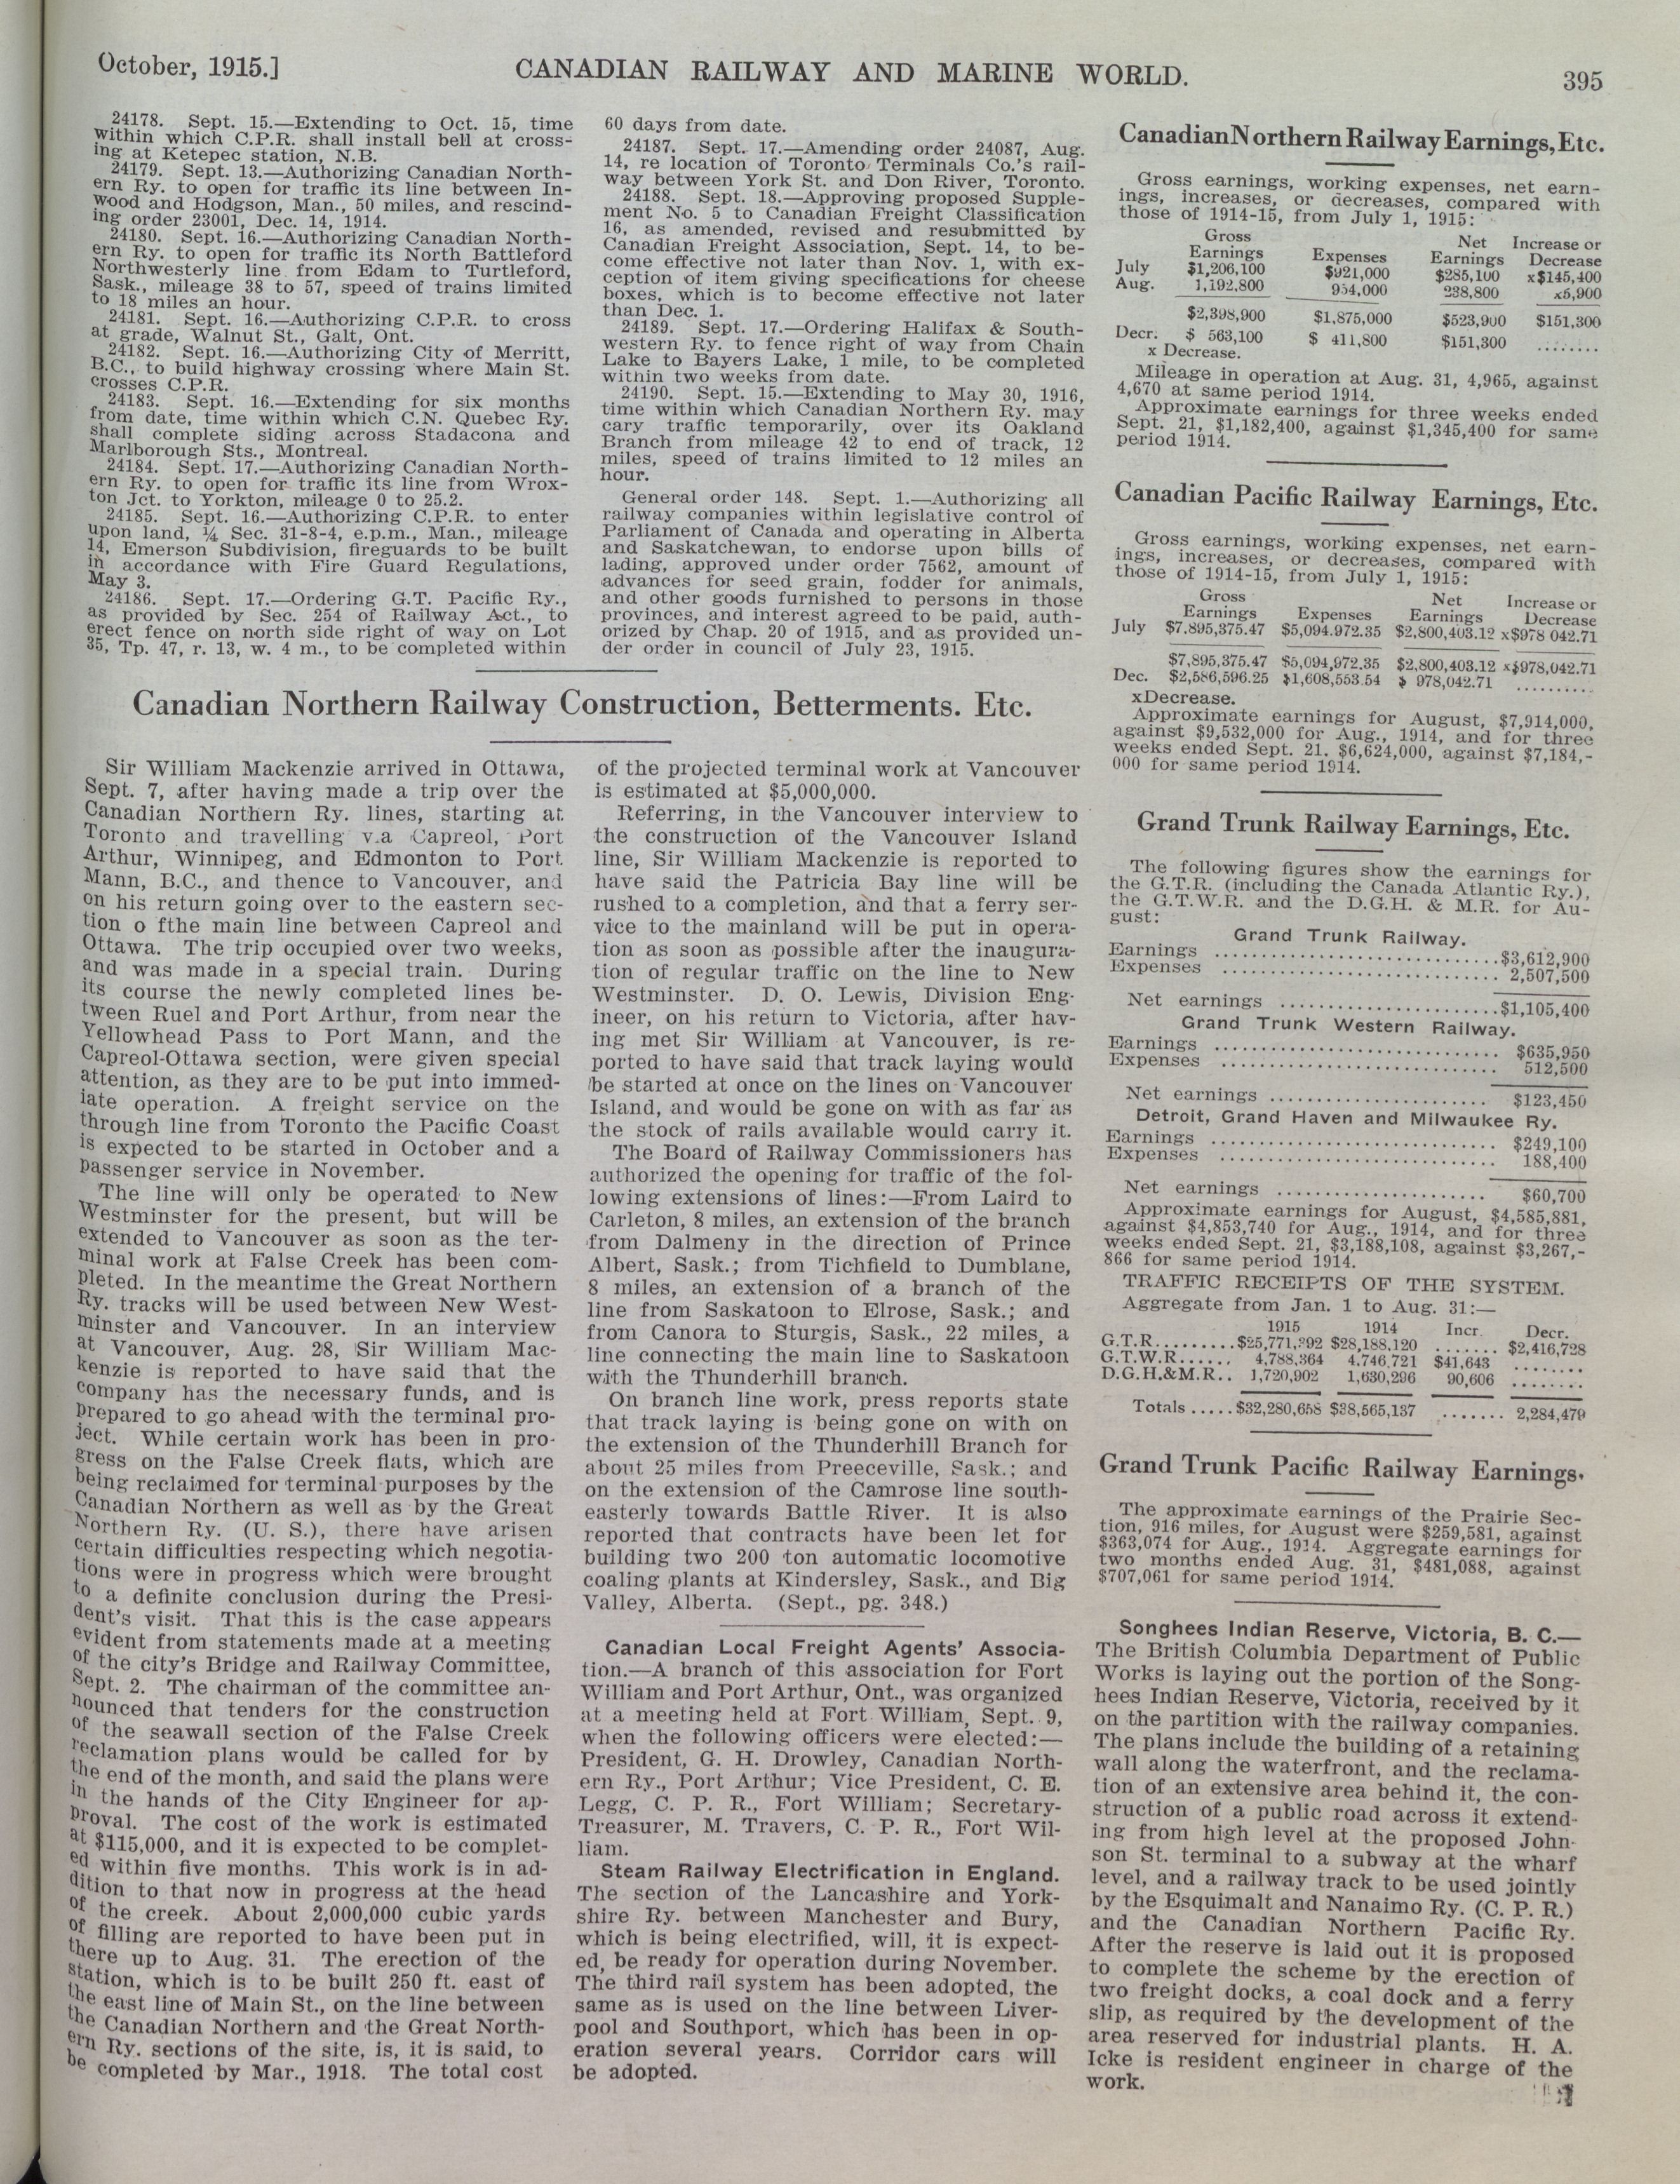 October, 1915.]
CANADIAN RAILWAY AND MARINE WORLD.
395
24178. Sept. 15.—Extending to Oct. 15, time
within which C.P.R. shall install bell at cross-
ing at Ketepec station, N.B.
24179. Sept. 13.—Authorizing Canadian North-
ern Ry. to open for traffic its line between In-
wood and Hodgson, Man., 50 miles, and rescind-
ing order 23001, Dec. 14, 1914.
24180. Sept. 16.—Authorizing Canadian North-
ern Ry. to open for traffic its North Battleford
Northwesterly line from Edam to Turtleford,
Sask., mileage 38 to 57, speed of trains limited
to 18 miles an hour.
24181. Sept. 16.—Authorizing C.P.R. to cross
at grade, Walnut St., Galt, Ont.
24182. Sept. 16.—Authorizing City of Merritt,
B.C., to build highway crossing where Main St.
crosses C.P.R.
24183. Sept. 16.—Extending for six months
from date, time within which C.N. Quebec Ry.
shall complete siding across Stadacona and
Marlborough Sts., Montreal.
24184. Sept. 17.—Authorizing Canadian North-
ern Ry. to open for traffic its line from Wrox-
ton Jct. to Yorkton, mileage 0 to 25.2.
24185. Sept. 16.—Authorizing C.P.R. to enter
upon land, ¼ Sec. 31-8-4, e.p.m., Man., mileage
14, Emerson Subdivision, fireguards to be built
in accordance with Fire Guard Regulations,
May 3.
24186. Sept. 17.—Ordering G.T. Pacific Ry.,
as provided by Sec. 254 of Railway Act., to
erect fence on north side right of way on Lot
35, Tp. 47, r. 13, w. 4 m., to be completed within
60 days from date.
24187. Sept. 17.—Amending order 24087, Aug.
14, re location of Toronto Terminals Co.'s rail-
way between York St. and Don River, Toronto.
24188. Sept. 18.—Approving proposed Supple-
ment No. 5 to Canadian Freight Classification
16, as amended, revised and resubmitted by
Canadian Freight Association, Sept. 14, to be-
come effective not later than Nov. 1, with ex-
ception of item giving specifications for cheese
boxes, which is to become effective not later
than Dec. 1.
24189. Sept. 17.—Ordering Halifax & South-
western Ry. to fence right of way from Chain
Lake to Bayers Lake, 1 mile, to be completed
within two weeks from date.
24190. Sept. 15.—Extending to May 30, 1916,
time within which Canadian Northern Ry. may
cary traffic temporarily, over its Oakland
Branch from mileage 42 to end of track, 12
miles, speed of trains limited to 12 miles an
hour.
General order 148. Sept. 1.—Authorizing all
railway companies within legislative control of
Parliament of Canada and operating in Alberta
and Saskatchewan, to endorse upon bills of
lading, approved under order 7562, amount of
advances for seed grain, fodder for animals,
and other goods furnished to persons in those
provinces, and interest agreed to be paid, auth-
orized by Chap. 20 of 1915, and as provided un-
der order in council of July 23, 1915.
Canadian Northern Railway Construction, Betterments. Etc.
Sir William Mackenzie arrived in Ottawa,
Sept. 7, after having made a trip over the
Canadian Northern Ry. lines, starting at
Toronto and travelling v.a Capreol, Port
Arthur, Winnipeg, and Edmonton to Port
Mann, B.C., and thence to Vancouver, and
on his return going over to the eastern sec-
tion o fthe main line between Capreol and
Ottawa. The trip occupied over two weeks,
and was made in a special train. During
its course the newly completed lines be-
tween Ruel and Port Arthur, from near the
Yellowhead Pass to Port Mann, and the
Capreol-Ottawa section, were given special
attention, as they are to be put into immed-
iate operation. A freight service on the
through line from Toronto the Pacific Coast
is expected to be started in October and a
passenger service in November.
The line will only be operated to New
Westminster for the present, but will be
extended to Vancouver as soon as the ter-
minal work at False Creek has been com-
pleted. In the meantime the Great Northern
Ry. tracks will be used between New West-
minster and Vancouver. In an interview
at Vancouver, Aug. 28, Sir William Mac-
kenzie is reported to have said that the
company has the necessary funds, and is
prepared to go ahead with the terminal pro-
ject. While certain work has been in pro-
gress on the False Creek flats, which are
being reclaimed for terminal purposes by the
Canadian Northern as well as by the Great
Northern Ry. (U. S.), there have arisen
certain difficulties respecting which negotia-
tions were in progress which were brought
to a definite conclusion during the Presi-
dent's visit. That this is the case appears
evident from statements made at a meeting
of the city's Bridge and Railway Committee,
Sept. 2. The chairman of the committee an-
nounced that tenders for the construction
of the seawall section of the False Creek
reclamation plans would be called for by
the end of the month, and said the plans were
in the hands of the City Engineer for ap-
proval. The cost of the work is estimated
at $115,000, and it is expected to be complet-
ed within five months. This work is in ad-
dition to that now in progress at the head
of the creek. About 2,000,000 cubic yards
of filling are reported to have been put in
there up to Aug. 31. The erection of the
station, which is to be built 250 ft. east of
the east line of Main St., on the line between
the Canadian Northern and the Great North-
ern Ry. sections of the site, is, it is said, to
be completed by Mar., 1918. The total cost
of the projected terminal work at Vancouver
is estimated at $5,000,000.
Referring, in the Vancouver interview to
the construction of the Vancouver Island
line, Sir William Mackenzie is reported to
have said the Patricia Bay line will be
rushed to a completion, and that a ferry ser-
vice to the mainland will be put in opera-
tion as soon as possible after the inaugura-
tion of regular traffic on the line to New
Westminster. D. O. Lewis, Division Eng-
ineer, on his return to Victoria, after hav-
ing met Sir William at Vancouver, is re-
ported to have said that track laying would
be started at once on the lines on Vancouver
Island, and would be gone on with as far as
the stock of rails available would carry it.
The Board of Railway Commissioners has
authorized the opening for traffic of the fol-
lowing extensions of lines:—From Laird to
Carleton, 8 miles, an extension of the branch
from Dalmeny in the direction of Prince
Albert, Sask.; from Tichfield to Dumblane,
8 miles, an extension of a branch of the
line from Saskatoon to Elrose, Sask.; and
from Canora to Sturgis, Sask., 22 miles, a
line connecting the main line to Saskatoon
with the Thunderhill branch.
On branch line work, press reports state
that track laying is being gone on with on
the extension of the Thunderhill Branch for
about 25 miles from Preeceville, Sask.; and
on the extension of the Camrose line south-
easterly towards Battle River. It is also
reported that contracts have been let for
building two 200 ton automatic locomotive
coaling plants at Kindersley, Sask., and Big
Valley, Alberta. (Sept., pg. 348.)
Canadian Local Freight Agents' Associa-
tion.—A branch of this association for Fort
William and Port Arthur, Ont., was organized
at a meeting held at Fort William, Sept. 9,
when the following officers were elected:—
President, G. H. Drowley, Canadian North-
ern Ry., Port Arthur; Vice President, C. E.
Legg, C. P. R., Fort William; Secretary-
Treasurer, M. Travers, C. P. R., Fort Wil-
liam.
Steam Railway Electrification in England.
The section of the Lancashire and York-
shire Ry. between Manchester and Bury,
which is being electrified, will, it is expect-
ed, be ready for operation during November.
The third rail system has been adopted, the
same as is used on the line between Liver-
pool and Southport, which has been in op-
eration several years. Corridor cars will
be adopted.
Canadian Northern Railway Earnings, Etc.
Gross earnings, working expenses, net earn-
ings, increases, or decreases, compared with
those of 1914-15, from July 1, 1915:
Gross Net Increase or
Earnings Expenses Earnings Decrease
July $1,206,100 $921,000 $285,100 x$145,400
Aug. 1,192,800 954,000 238,800 x5,900
$2,398,900 $1,875,000 $523,900 $151,300
Decr. $ 563,100 $ 411,800 $151,300 ........
x Decrease.
Mileage in operation at Aug. 31, 4,965, against
4,670 at same period 1914.
Approximate earnings for three weeks ended
Sept. 21, $1,182,400, against $1,345,400 for same
period 1914.
Canadian Pacific Railway Earnings, Etc.
Gross earnings, working expenses, net earn-
ings, increases, or decreases, compared with
those of 1914-15, from July 1, 1915:
Gross Net Increase or
Earnings Expenses Earnings Decrease
July $7.895,375.47 $5,094.972.35 $2,800,403.12 x$978 042.71
$7,895,375.47 $5,094,972.35 $2,800,403.12 x$978,042.71
Dec. $2,586,596.25 $1,608,553.54 $ 978,042.71 ..........
xDecrease.
Approximate earnings for August, $7,914,000,
against $9,532,000 for Aug., 1914, and for three
weeks ended Sept. 21. $6,624,000, against $7,184,-
000 for same period 1914.
Grand Trunk Railway Earnings, Etc.
The following figures show the earnings for
the G.T.R. (including the Canada Atlantic Ry.),
the G.T.W.R. and the D.G.H. & M.R. for Au-
gust:
Grand Trunk Railway.
Earnings ..............................$3,612,900
Expenses .............................. 2,507,500
Net earnings .......................$1,105,400
Grand Trunk Western Railway.
Earnings .............................. $635,950
Expenses .............................. 512,500
Net earnings ....................... $123,450
Detroit, Grand Haven and Milwaukee Ry.
Earnings .............................. $249,100
Expenses .............................. 188,400
Net earnings ...................... $60,700
Approximate earnings for August, $4,585,881,
against $4,853,740 for Aug., 1914, and for three
weeks ended Sept. 21, $3,188,108, against $3,267,-
866 for same period 1914.
TRAFFIC RECEIPTS OF THE SYSTEM.
Aggregate from Jan. 1 to Aug. 31:—
1915 1914 Incr. Decr.
G.T.R.........$25,771,392 $28,188,120 ....... $2,416,728
G.T.W.R...... 4,788,364 4.746,721 $41,643 ........
D.G.H.&M.R.. 1,720,902 1,630,296 90,606 ........
Totals .....$32,280,658 $38,565,137 ....... 2,284,479
Grand Trunk Pacific Railway Earnings.
The approximate earnings of the Prairie Sec-
tion, 916 miles, for August were $259,581, against
$363,074 for Aug., 1914. Aggregate earnings for
two months ended Aug. 31, $481,088, against
$707,061 for same period 1914.
Songhees Indian Reserve, Victoria, B. C.—
The British Columbia Department of Public
Works is laying out the portion of the Song-
hees Indian Reserve, Victoria, received by it
on the partition with the railway companies.
The plans include the building of a retaining
wall along the waterfront, and the reclama-
tion of an extensive area behind it, the con-
struction of a public road across it extend-
ing from high level at the proposed John-
son St. terminal to a subway at the wharf
level, and a railway track to be used jointly
by the Esquimalt and Nanaimo Ry. (C. P. R.)
and the Canadian Northern Pacific Ry.
After the reserve is laid out it is proposed
to complete the scheme by the erection of
two freight docks, a coal dock and a ferry
slip, as required by the development of the
area reserved for industrial plants. H. A.
Icke is resident engineer in charge of the
work.